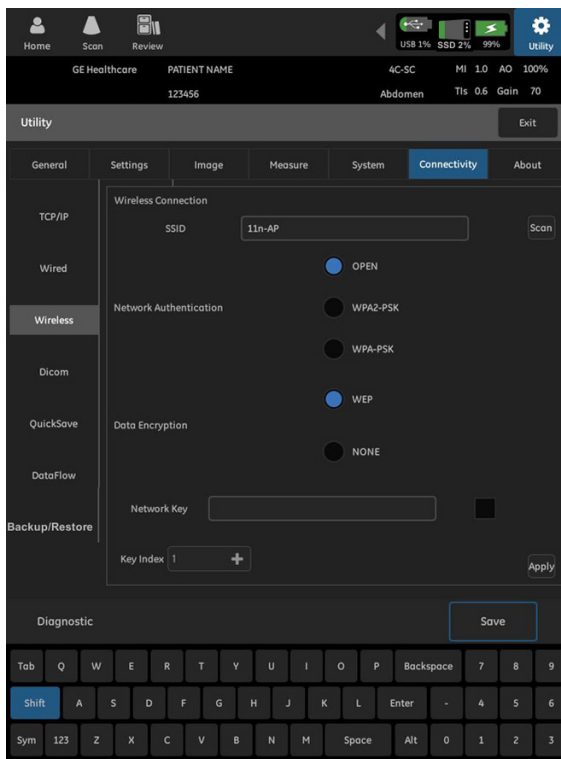 Home Scan Review USB 1% SSD 2% 99% Utility
GE Healthcare PATIENT NAME 4C-SC MI 1.0 AO 100%
123456 Abdomen TIs 0.6 Gain 70
Utility Exit
General Settings Image Measure System Connectivity About
Wireless Connection
TCP/IP
SSID 11n-AP Scan
OPEN
Wired
Network Authentication WPA2-PSK
Wireless
WPA-PSK
Dicom
WEP
QuickSave
Data Encryption
NONE
DataFlow
Network Key
Backup/Restore
Key Index 1 + Apply
Diagnostic Save
Tab Q W E R T Y U I O P Backspace 7 8 9
Shift A S D F G H J K L Enter - 4 5 6
Sym 123 Z X C V B N M Space Alt 0 1 2 3